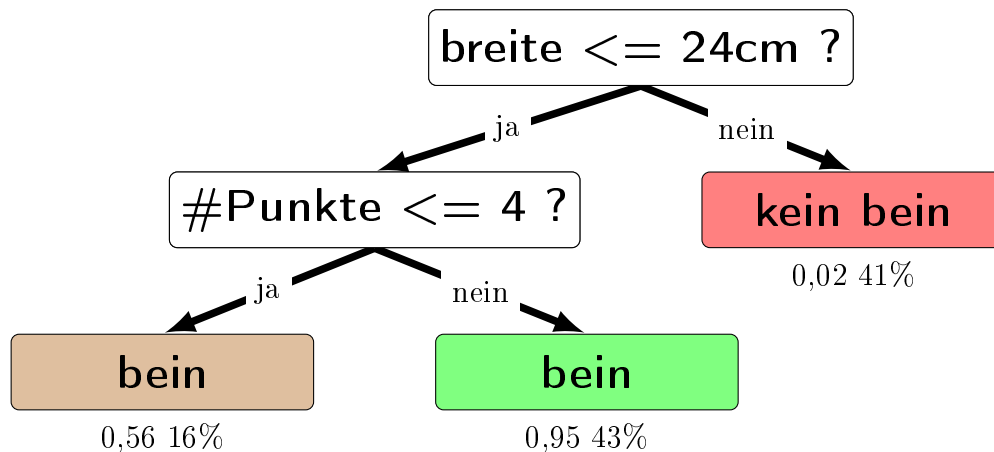 breite <= 24cm ?
ja
nein
#Punkte <= 4 ?
kein bein
0,02 41%
ja
nein
bein
bein
0,56 16%
0,95 43%